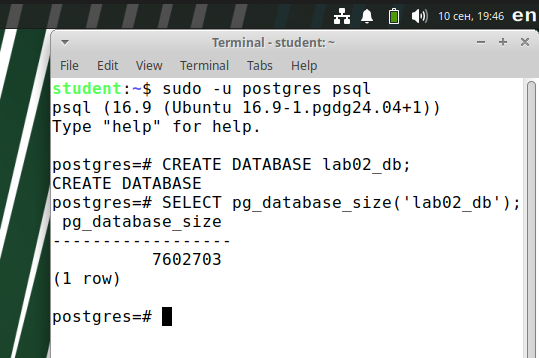 10 сен, 19:46 en
Terminal - student: ~
File Edit View Terminal Tabs Help
student:~$ sudo -u postgres psql
psql (16.9 (Ubuntu 16.9-1.pgdg24.04+1))
Type "help" for help.
postgres=# CREATE DATABASE lab02_db;
CREATE DATABASE
postgres=# SELECT pg_database_size('lab02_db');
pg_database_size
------------------
7602703
(1 row)
postgres=#